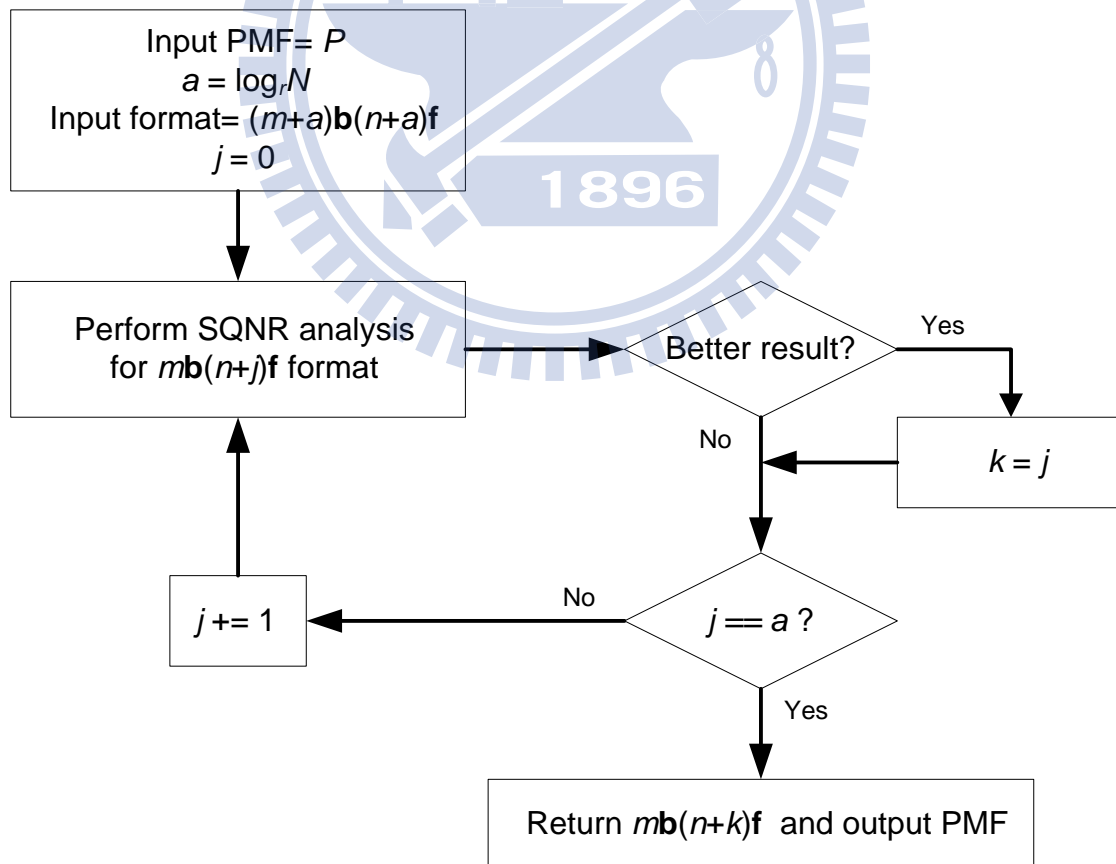 Input PMF= P
a = logᵣN
Input format= (m+a)b(n+a)f
j = 0
1896
Perform SQNR analysis
for mb(n+j)f format
Better result?
Yes
No
k = j
j += 1
No
j == a ?
Yes
Return mb(n+k)f and output PMF